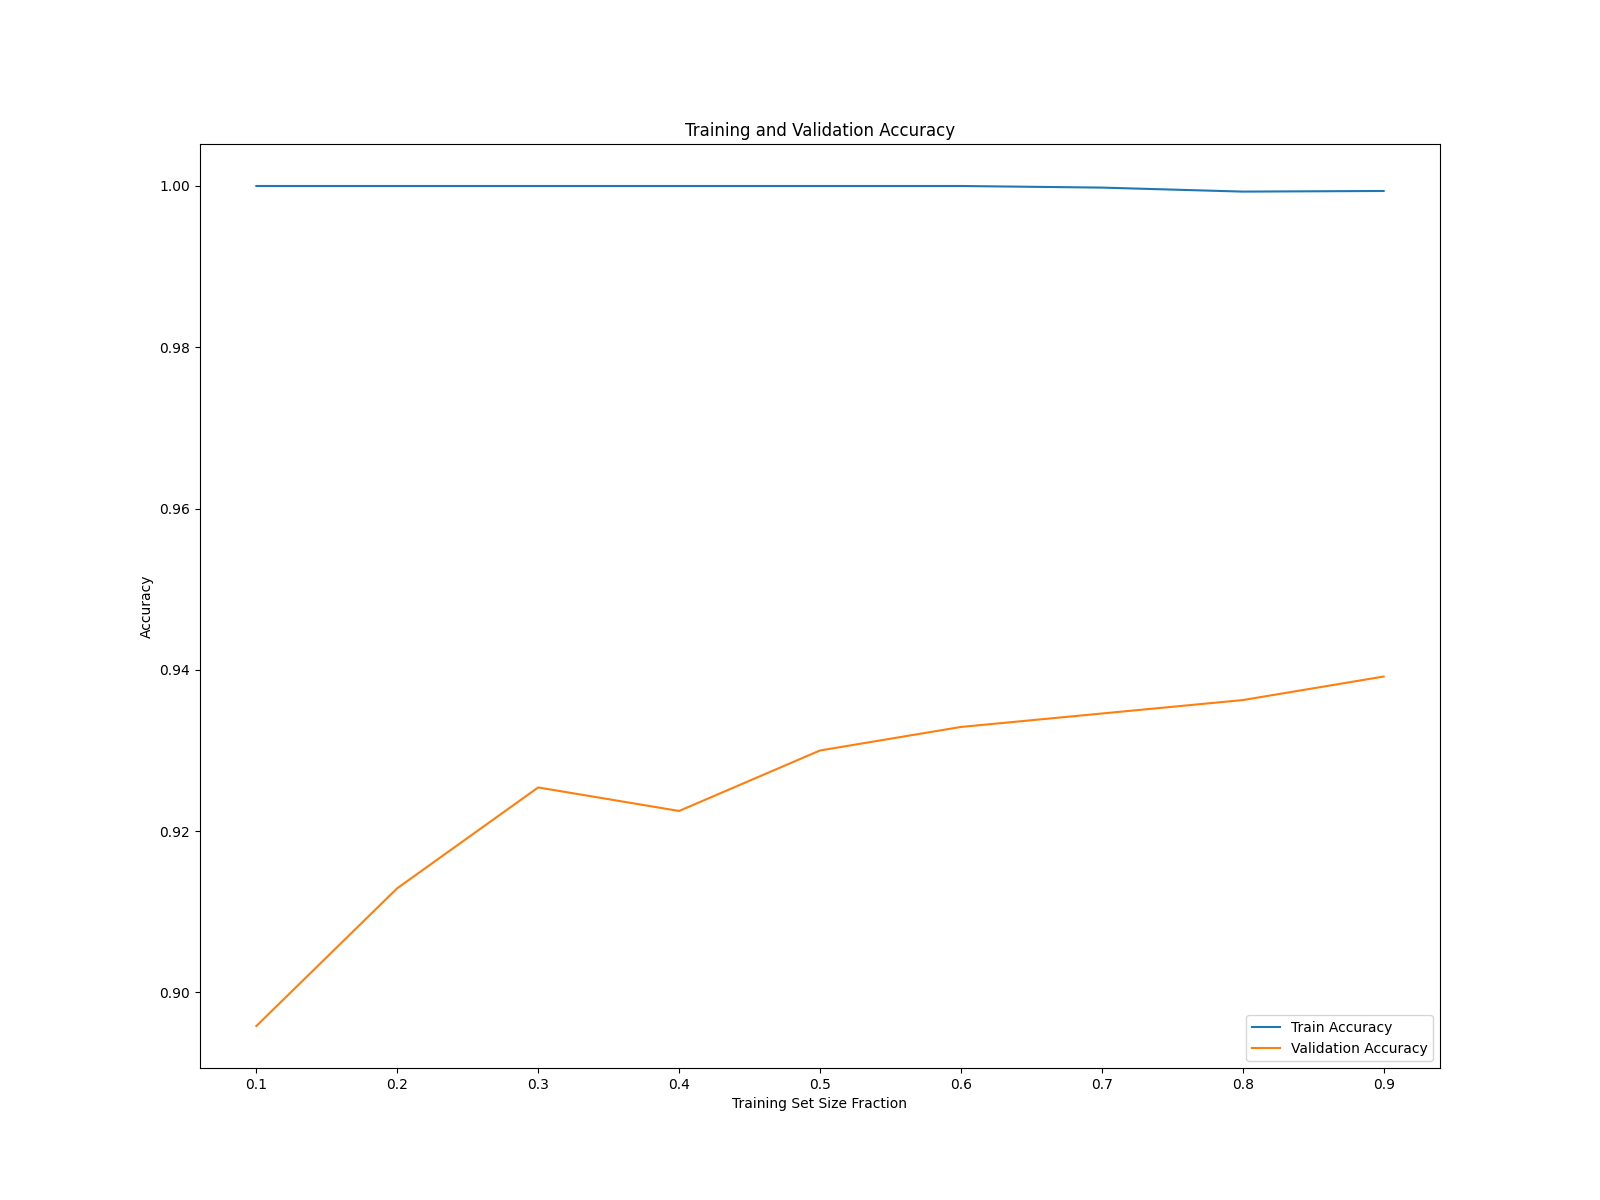 Training and Validation Accuracy
1.00
0.98
0.96
0.94
0.92
0.90
Accuracy
Train Accuracy
Validation Accuracy
0.1 0.2 0.3 0.4 0.5 0.6 0.7 0.8 0.9
Training Set Size Fraction